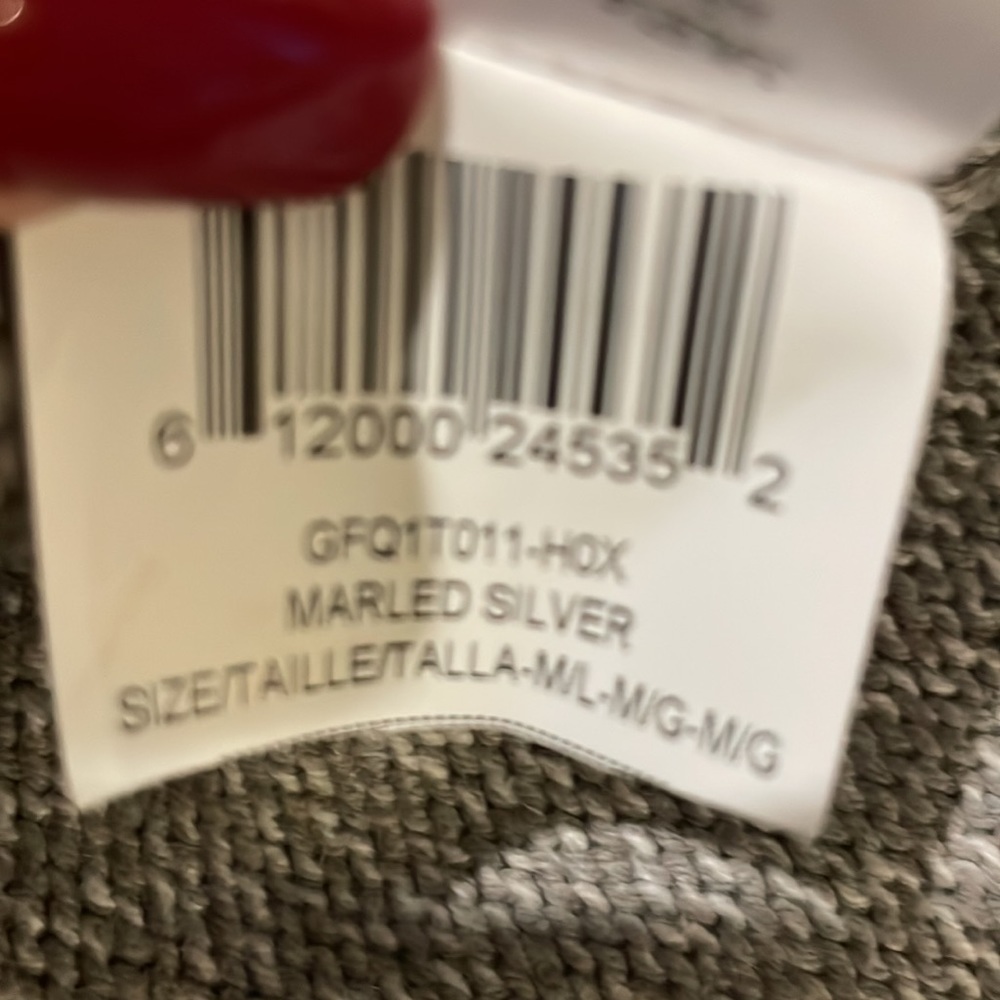 6 12000 24535 2
GFQ1T011-H0X
MARLED SILVER
SIZE/TAILLE/TALLA-M/L-M/G-M/G